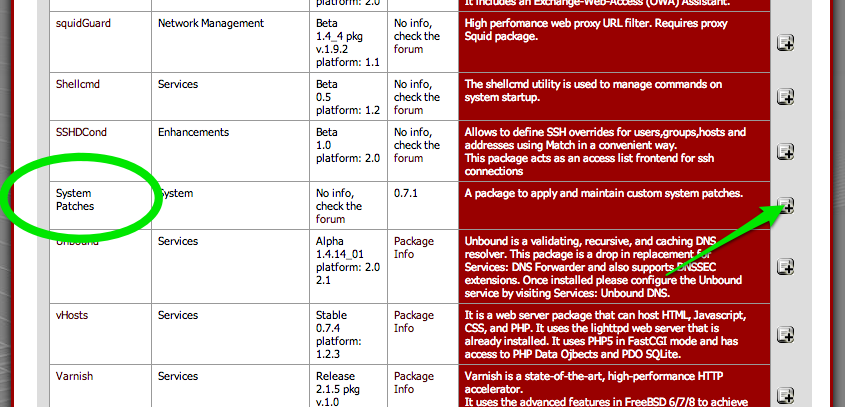 platform: 2.0
It includes an Exchange-Web-Access (OWA) Assistant.
squidGuard
Network Management
Beta
1.4_4 pkg
v.1.9.2
platform: 1.1
No info,
check the
forum
High perfomance web proxy URL filter. Requires proxy
Squid package.
Shellcmd
Services
Beta
0.5
platform: 1.2
No info,
check the
forum
The shellcmd utility is used to manage commands on
system startup.
SSHDCond
Enhancements
Beta
1.0
platform: 2.0
No info,
check the
forum
Allows to define SSH overrides for users,groups,hosts and
addresses using Match in a convenient way.
This package acts as an access list frontend for ssh
connections
System
Patches
System
No info,
check the
forum
0.7.1
A package to apply and maintain custom system patches.
Unbound
Services
Alpha
1.4.14_01
platform: 2.0
2.1
Package
Info
Unbound is a validating, recursive, and caching DNS
resolver. This package is a drop in replacement for
Services: DNS Forwarder and also supports DNSSEC
extensions. Once installed please configure the Unbound
service by visiting Services: Unbound DNS.
vHosts
Services
Stable
0.7.4
platform:
1.2.3
Package
Info
It is a web server package that can host HTML, Javascript,
CSS, and PHP. It uses the lighttpd web server that is
already installed. It uses PHP5 in FastCGI mode and has
access to PHP Data Ojbects and PDO SQLite.
Varnish
Services
Release
2.1.5 pkg
v.1.0
Package
Info
Varnish is a state-of-the-art, high-performance HTTP
accelerator.
It uses the advanced features in FreeBSD 6/7/8 to achieve